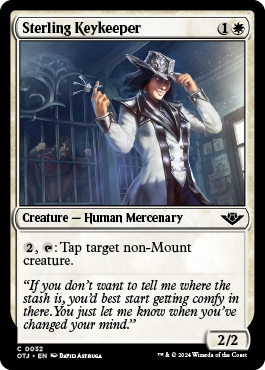 Sterling Keykeeper 1
Creature — Human Mercenary
2, : Tap target non-Mount
creature.
“If you don’t want to tell me where the
stash is, you’d best start getting comfy in
there. You just let me know when you’ve
changed your mind.”
2/2
C 0032
OTJ • EN David Astruga
™ & © 2024 Wizards of the Coast